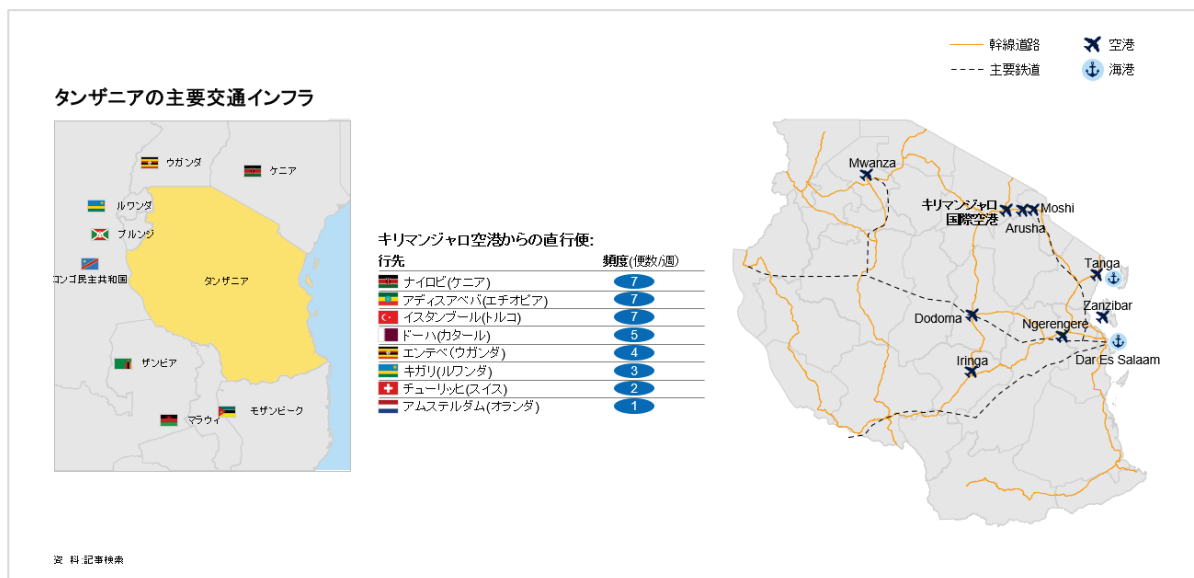 幹線道路
空港
主要鉄道
海港
タンザニアの主要交通インフラ
ウガンダ
ケニア
ルワンダ
ブルンジ
コンゴ民主共和国
タンザニア
ザンビア
マラウィ
モザンビーク
キリマンジャロ空港からの直行便:
行先 頻度(便数/週)
ナイロビ(ケニア) 7
アディスアベバ(エチオピア) 7
イスタンブール(トルコ) 7
ドーハ(カタール) 5
エンテベ(ウガンダ) 4
キガリ(ルワンダ) 3
チューリッヒ(スイス) 2
アムステルダム(オランダ) 1
Mwanza
キリマンジャロ
国際空港
Moshi
Arusha
Tanga
Zanzibar
Dodoma
Ngerengere
Iringa
Dar Es Salaam
資 料:記事検索